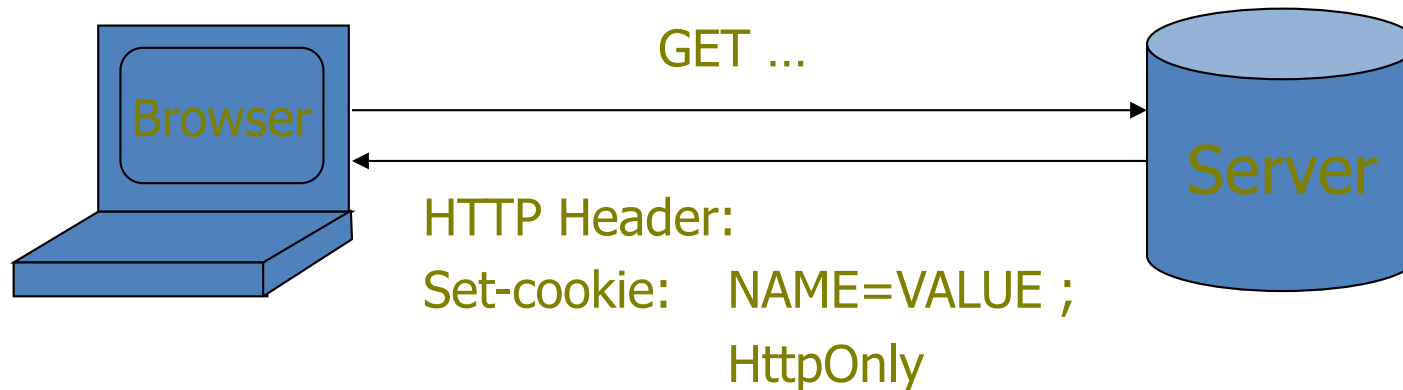 GET …
Browser
Server
HTTP Header:
Set-cookie: NAME=VALUE ;
HttpOnly